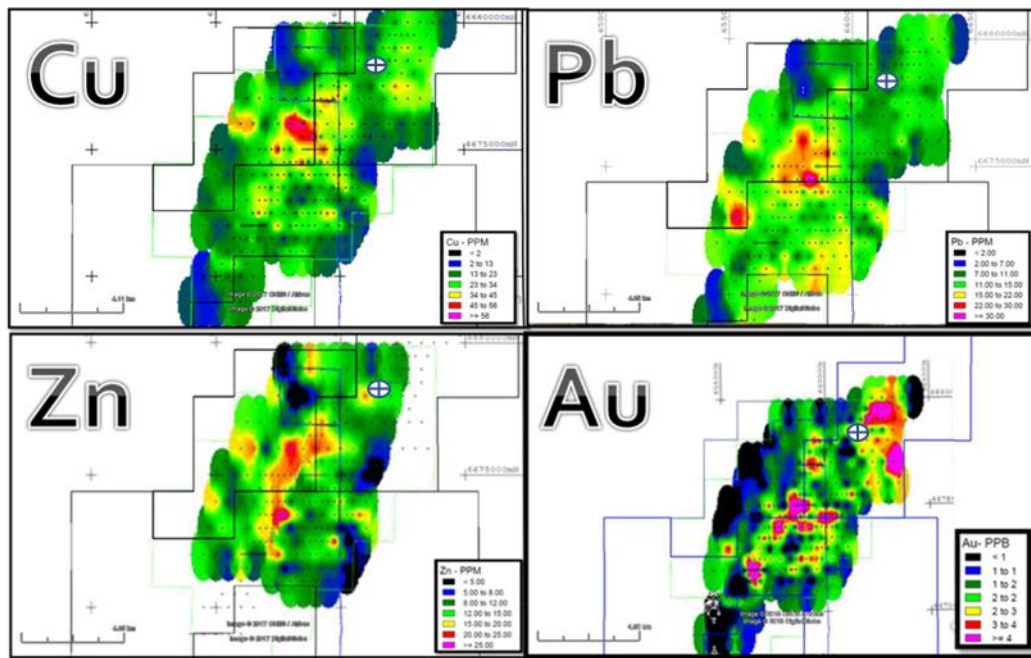 Cu
6680000mN
6675000mN
Cu - PPM
< 2
2 to 13
13 to 23
23 to 34
34 to 45
45 to 56
>= 56
Pb
6680000mN
6675000mN
Pb - PPM
< 2.00
2.00 to 7.00
7.00 to 11.00
11.00 to 15.00
15.00 to 22.00
22.00 to 30.00
>= 30.00
Zn
6675000mN
Zn - PPM
< 5.00
5.00 to 8.00
8.00 to 12.00
12.00 to 15.00
15.00 to 20.00
20.00 to 25.00
>= 25.00
Au
Au- PPB
< 1
1 to 1
1 to 2
2 to 2
2 to 3
3 to 4
>= 4